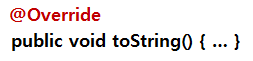 @Override
public void toString() { ... }